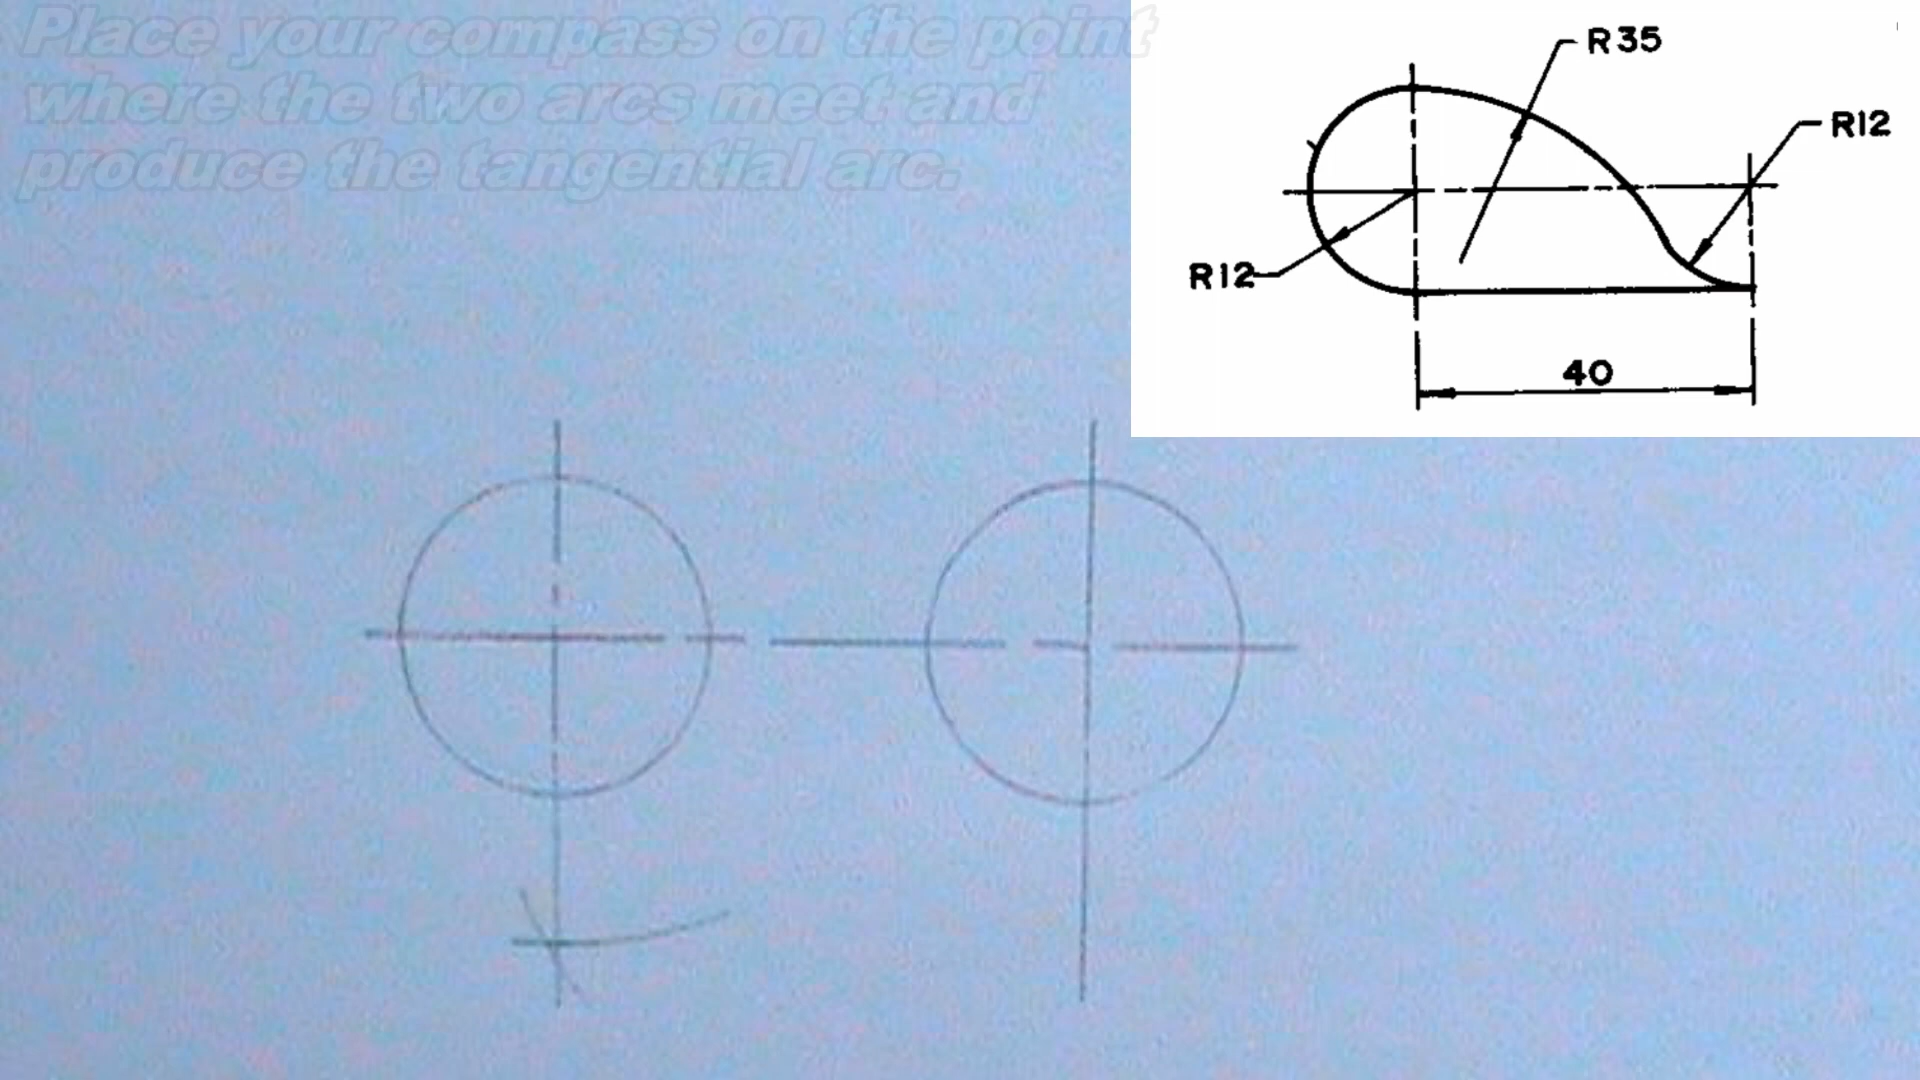 Place your compass on the point
where the two arcs meet and
produce the tangential arc.
R35
R12
R12
40